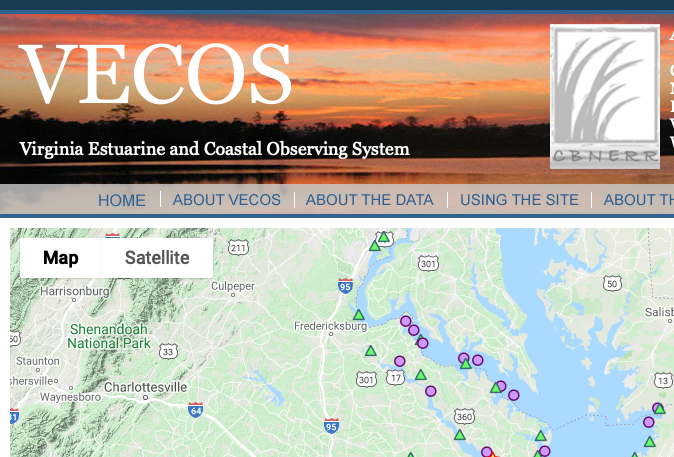 VECOS
Virginia Estuarine and Coastal Observing System
CBNERR
HOME
ABOUT VECOS
ABOUT THE DATA
USING THE SITE
ABOUT TH
Map
Satellite
211
301
95
50
Harrisonburg
Culpeper
Salisb
Shenandoah
National Park
Fredericksburg
33
Staunton
301
17
13
shersville
Charlottesville
Waynesboro
64
360
95